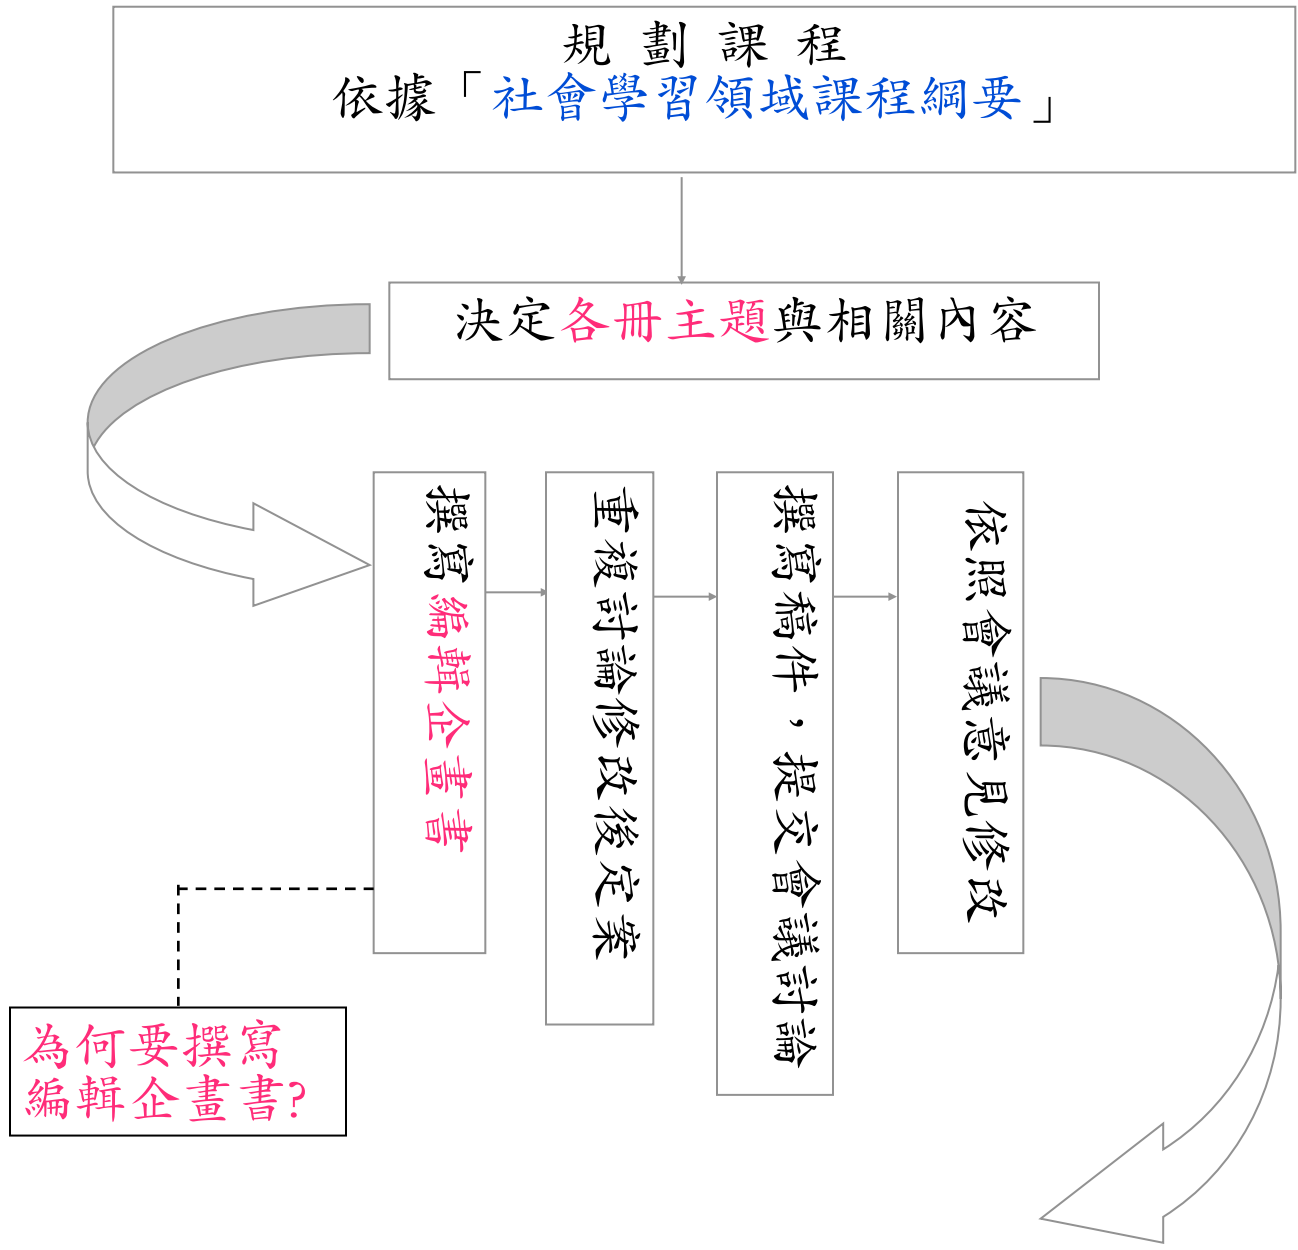 規劃課程
依據「社會學習領域課程綱要」
決定各冊主題與相關內容
撰寫編輯企畫書
重複討論修改後定案
撰寫稿件，提交會議討論
依照會議意見修改
為何要撰寫
編輯企畫書?